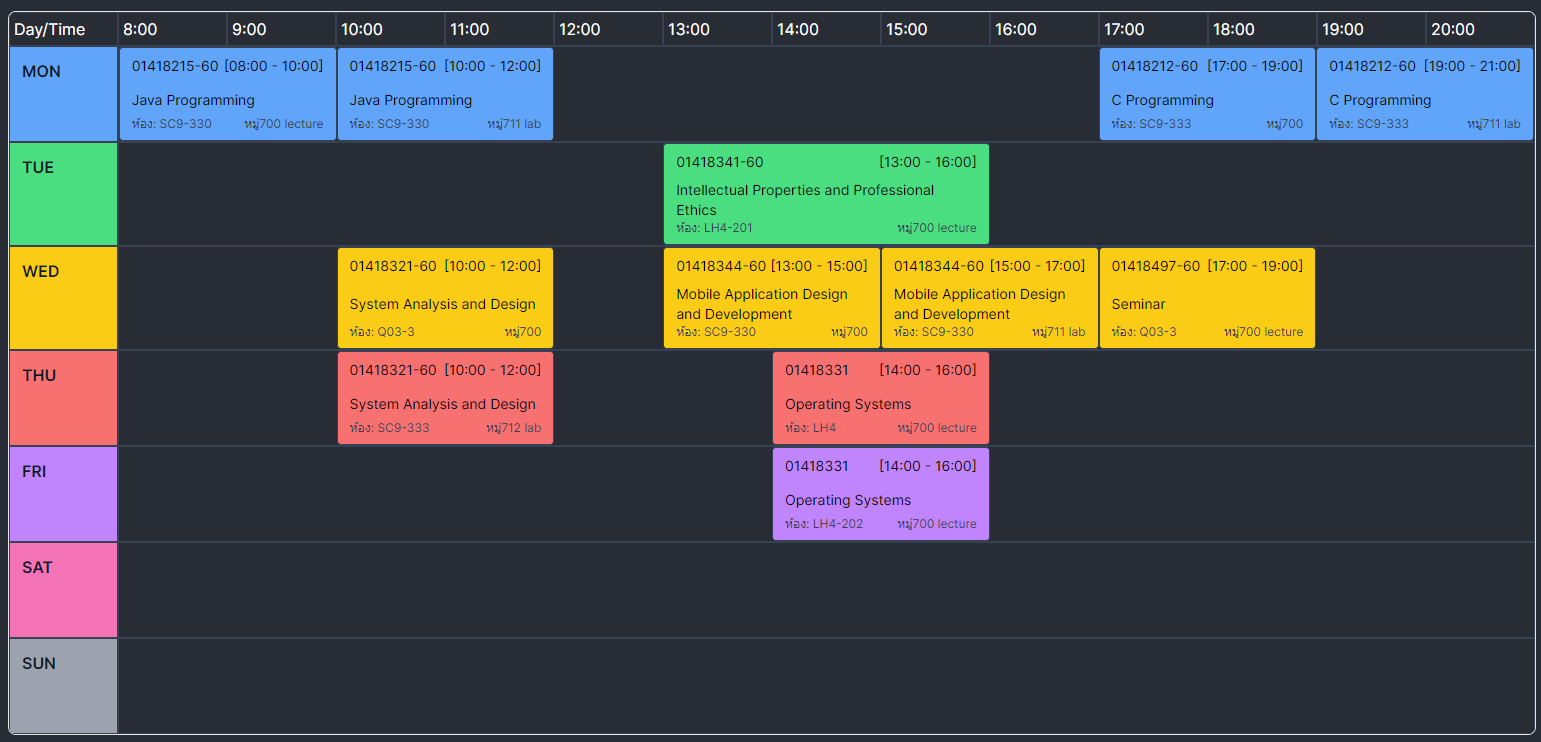 Day/Time 8:00 9:00 10:00 11:00 12:00 13:00 14:00 15:00 16:00 17:00 18:00 19:00 20:00
MON
01418215-60 [08:00 - 10:00]
Java Programming
ห้อง: SC9-330 หมู่700 lecture
01418215-60 [10:00 - 12:00]
Java Programming
ห้อง: SC9-330 หมู่711 lab
01418212-60 [17:00 - 19:00]
C Programming
ห้อง: SC9-333 หมู่700
01418212-60 [19:00 - 21:00]
C Programming
ห้อง: SC9-333 หมู่711 lab
TUE
01418341-60 [13:00 - 16:00]
Intellectual Properties and Professional
Ethics
ห้อง: LH4-201 หมู่700 lecture
WED
01418321-60 [10:00 - 12:00]
System Analysis and Design
ห้อง: Q03-3 หมู่700
01418344-60 [13:00 - 15:00]
Mobile Application Design
and Development
ห้อง: SC9-330 หมู่700
01418344-60 [15:00 - 17:00]
Mobile Application Design
and Development
ห้อง: SC9-330 หมู่711 lab
01418497-60 [17:00 - 19:00]
Seminar
ห้อง: Q03-3 หมู่700 lecture
THU
01418321-60 [10:00 - 12:00]
System Analysis and Design
ห้อง: SC9-333 หมู่712 lab
01418331 [14:00 - 16:00]
Operating Systems
ห้อง: LH4 หมู่700 lecture
FRI
01418331 [14:00 - 16:00]
Operating Systems
ห้อง: LH4-202 หมู่700 lecture
SAT
SUN